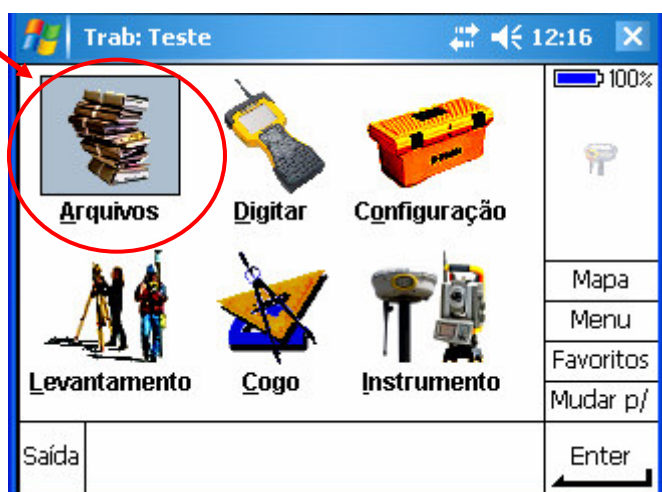 Trab: Teste 12:16
100%
Arquivos Digitar Configuração
Mapa
Menu
Favoritos
Levantamento Cogo Instrumento
Mudar p/
Saída Enter